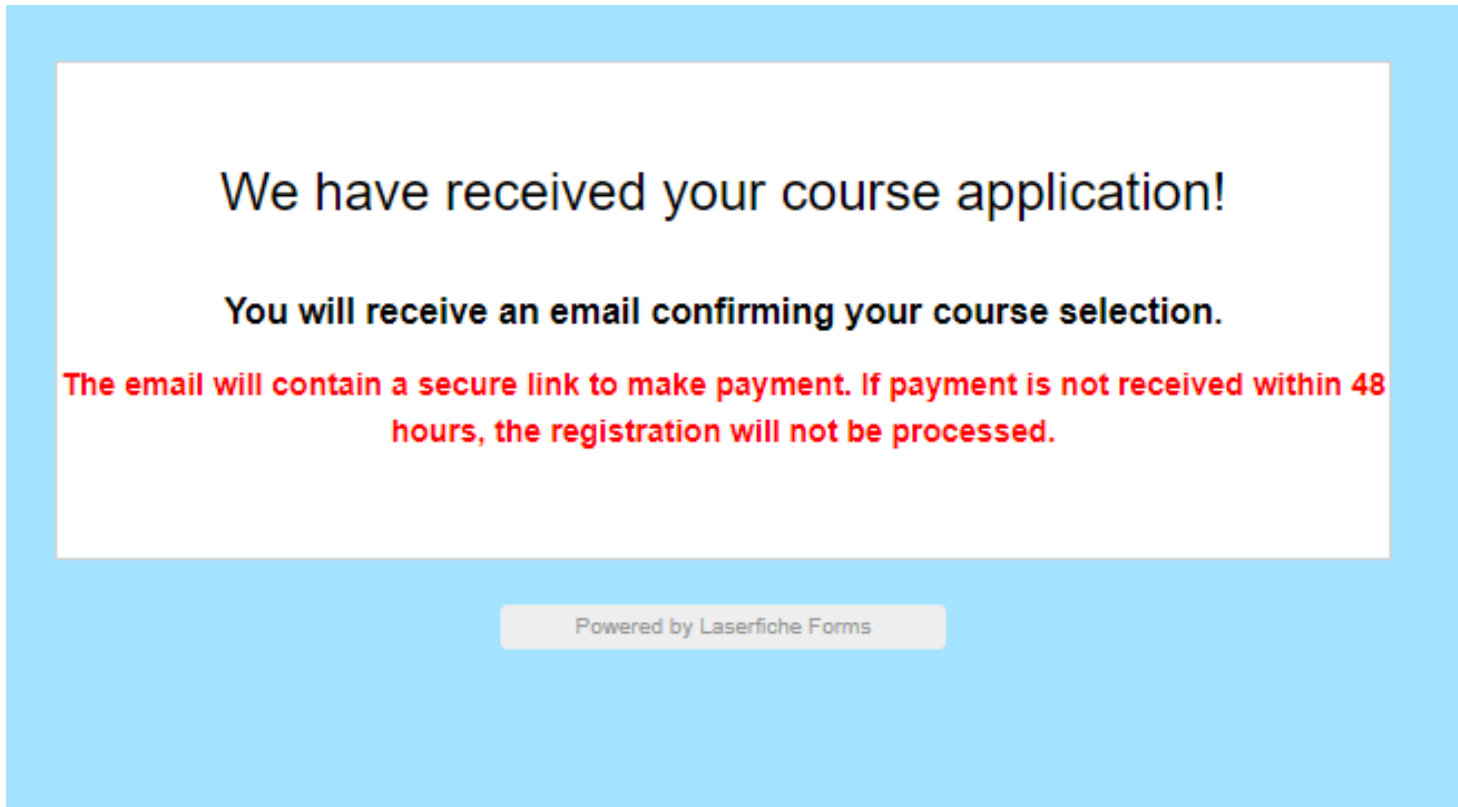 We have received your course application!
You will receive an email confirming your course selection.
The email will contain a secure link to make payment. If payment is not received within 48
hours, the registration will not be processed.
Powered by Laserfiche Forms